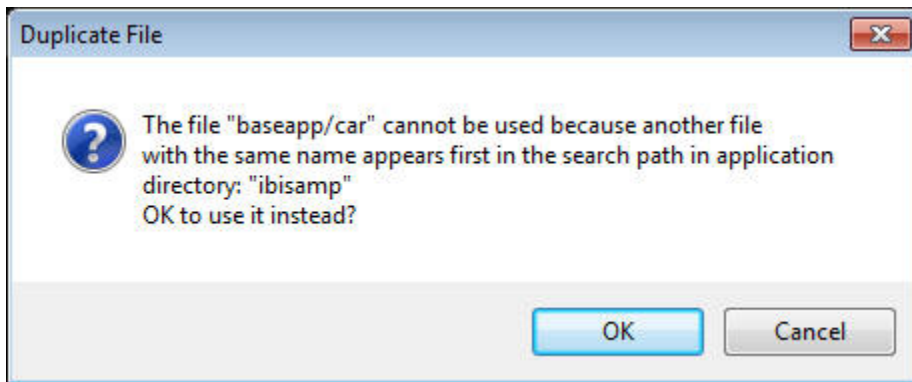 Duplicate File
The file "baseapp/car" cannot be used because another file
with the same name appears first in the search path in application
directory: "ibisamp"
OK to use it instead?
OK
Cancel